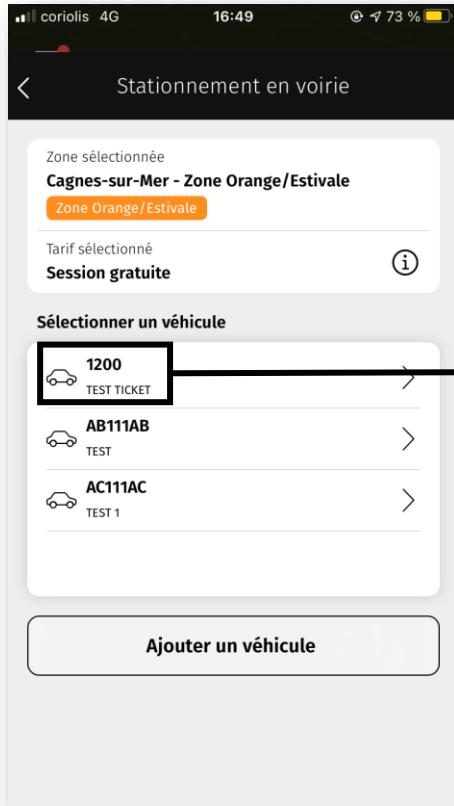 coriolis 4G 16:49 73 %
Stationnement en voirie
Zone sélectionnée
Cagnes-sur-Mer - Zone Orange/Estivale
Zone Orange/Estivale
Tarif sélectionné
Session gratuite
Sélectionner un véhicule
1200
TEST TICKET
AB111AB
TEST
AC111AC
TEST 1
Ajouter un véhicule